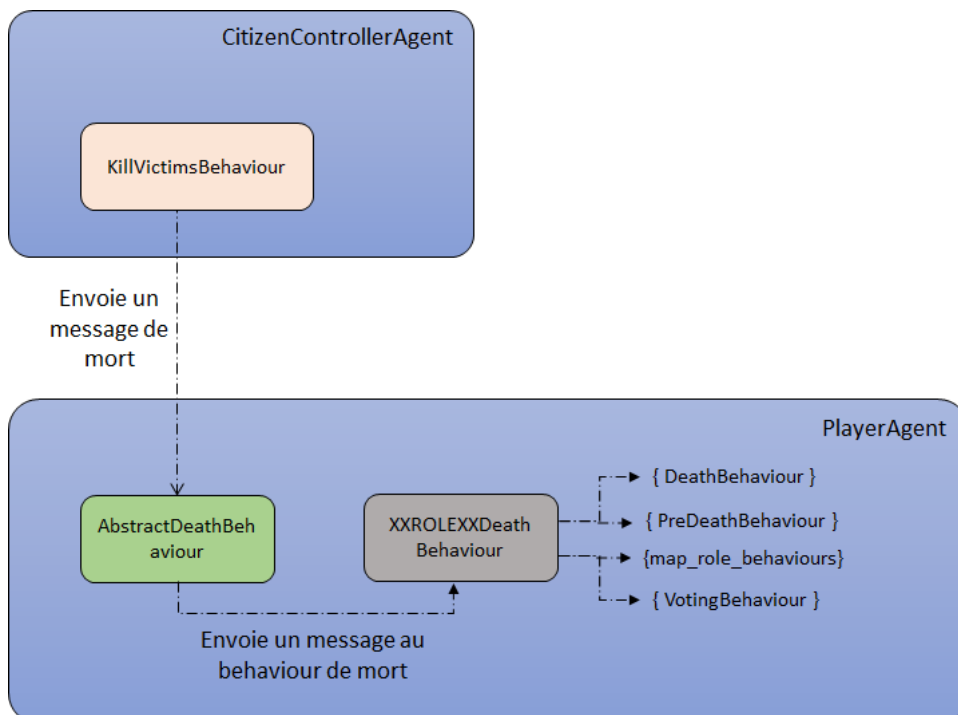 CitizenControllerAgent
KillVictimsBehaviour
Envoie un
message de
mort
PlayerAgent
AbstractDeathBeh
aviour
XXROLEXXDeath
Behaviour
{ DeathBehaviour }
{ PreDeathBehaviour }
{map_role_behaviours}
{ VotingBehaviour }
Envoie un message au
behaviour de mort